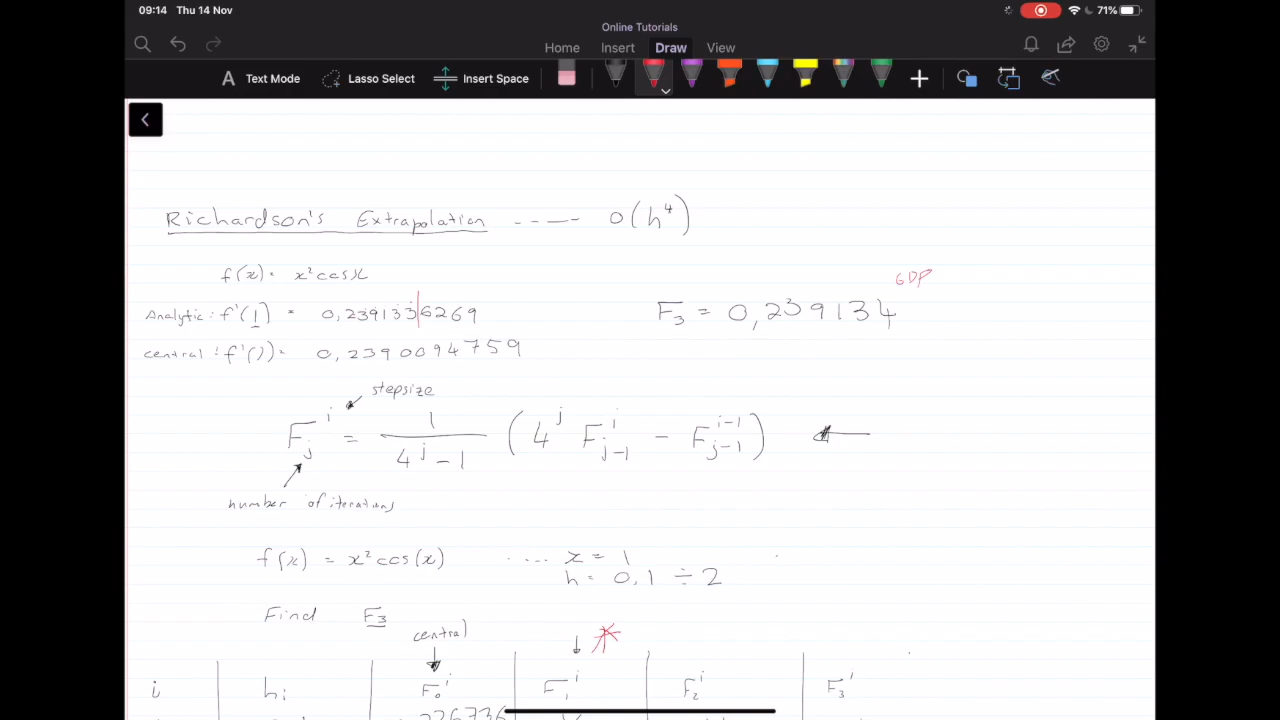 09:14 Thu 14 Nov
71%
Online Tutorials
Home Insert Draw View
A Text Mode Lasso Select Insert Space
Richardson's Extrapolation ---- O(h⁴)
f(x) = x²cosx
6DP
Analytic: f'(1) = 0,2391336269
F₃ = 0,239134
central: f'(1) = 0,2390094759
stepsize
F_j^i = 1/(4^j - 1) (4^j F_{j-1}^i - F_{j-1}^{i-1})
number of iterations
f(x) = x²cos(x) .... x = 1
h = 0,1 ÷ 2
Find F₃
central
i h_i F₀^i F₁^i F₂^i F₃^i